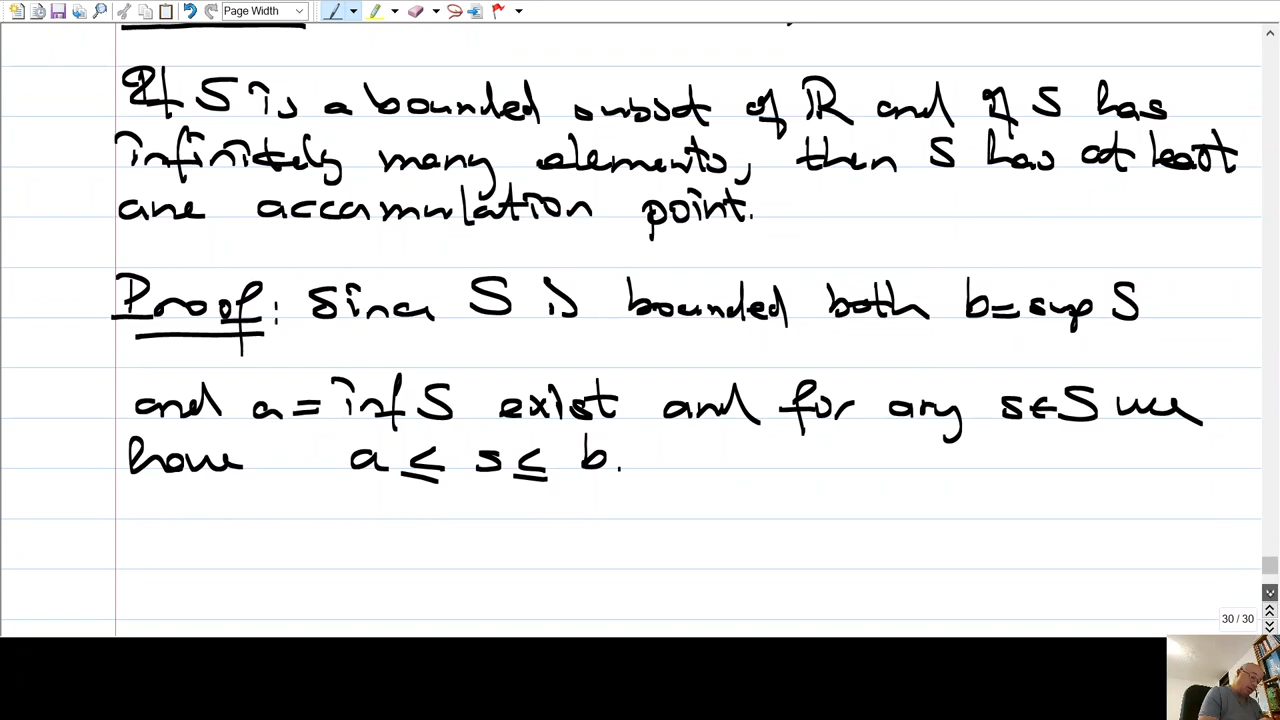 Page Width
If S is a bounded subset of ℝ and if S has
infinitely many elements, then S has at least
one accumulation point.
Proof: Since S is bounded both b=sup S
and a = inf S exist and for any s∈S we
have a ≤ s ≤ b.
30 / 30